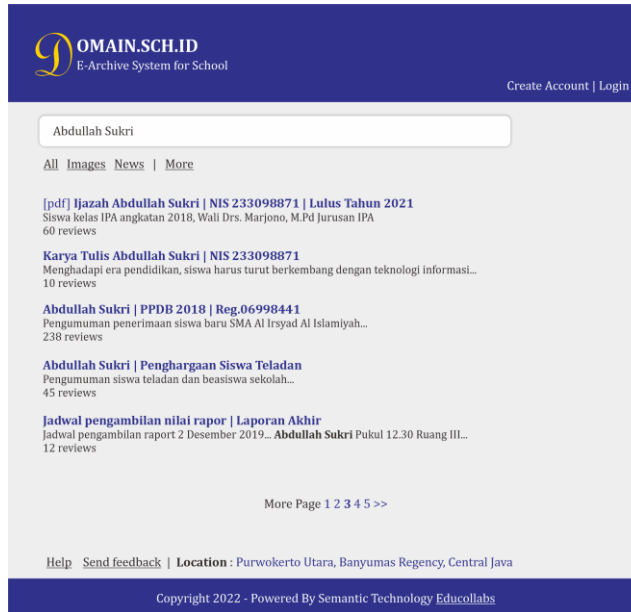 DOMAIN.SCH.ID
E-Archive System for School
Create Account | Login
Abdullah Sukri
All Images News | More
[pdf] Ijazah Abdullah Sukri | NIS 233098871 | Lulus Tahun 2021
Siswa kelas IPA angkatan 2018, Wali Drs. Marjono, M.Pd Jurusan IPA
60 reviews
Karya Tulis Abdullah Sukri | NIS 233098871
Menghadapi era pendidikan, siswa harus turut berkembang dengan teknologi informasi...
10 reviews
Abdullah Sukri | PPDB 2018 | Reg.06998441
Pengumuman penerimaan siswa baru SMA Al Irsyad Al Islamiyah...
238 reviews
Abdullah Sukri | Penghargaan Siswa Teladan
Pengumuman siswa teladan dan beasiswa sekolah...
45 reviews
Jadwal pengambilan nilai rapor | Laporan Akhir
Jadwal pengambilan raport 2 Desember 2019... Abdullah Sukri Pukul 12.30 Ruang III...
12 reviews
More Page 1 2 3 4 5 >>
Help Send feedback | Location : Purwokerto Utara, Banyumas Regency, Central Java
Copyright 2022 - Powered By Semantic Technology Educollabs